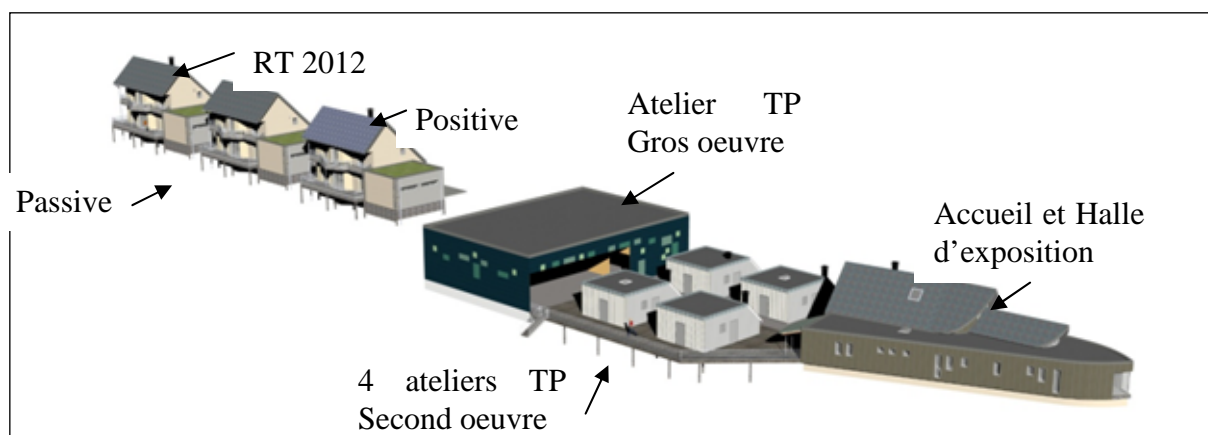 RT 2012
Positive
Passive
Atelier TP
Gros oeuvre
Accueil et Halle
d'exposition
4 ateliers TP
Second oeuvre